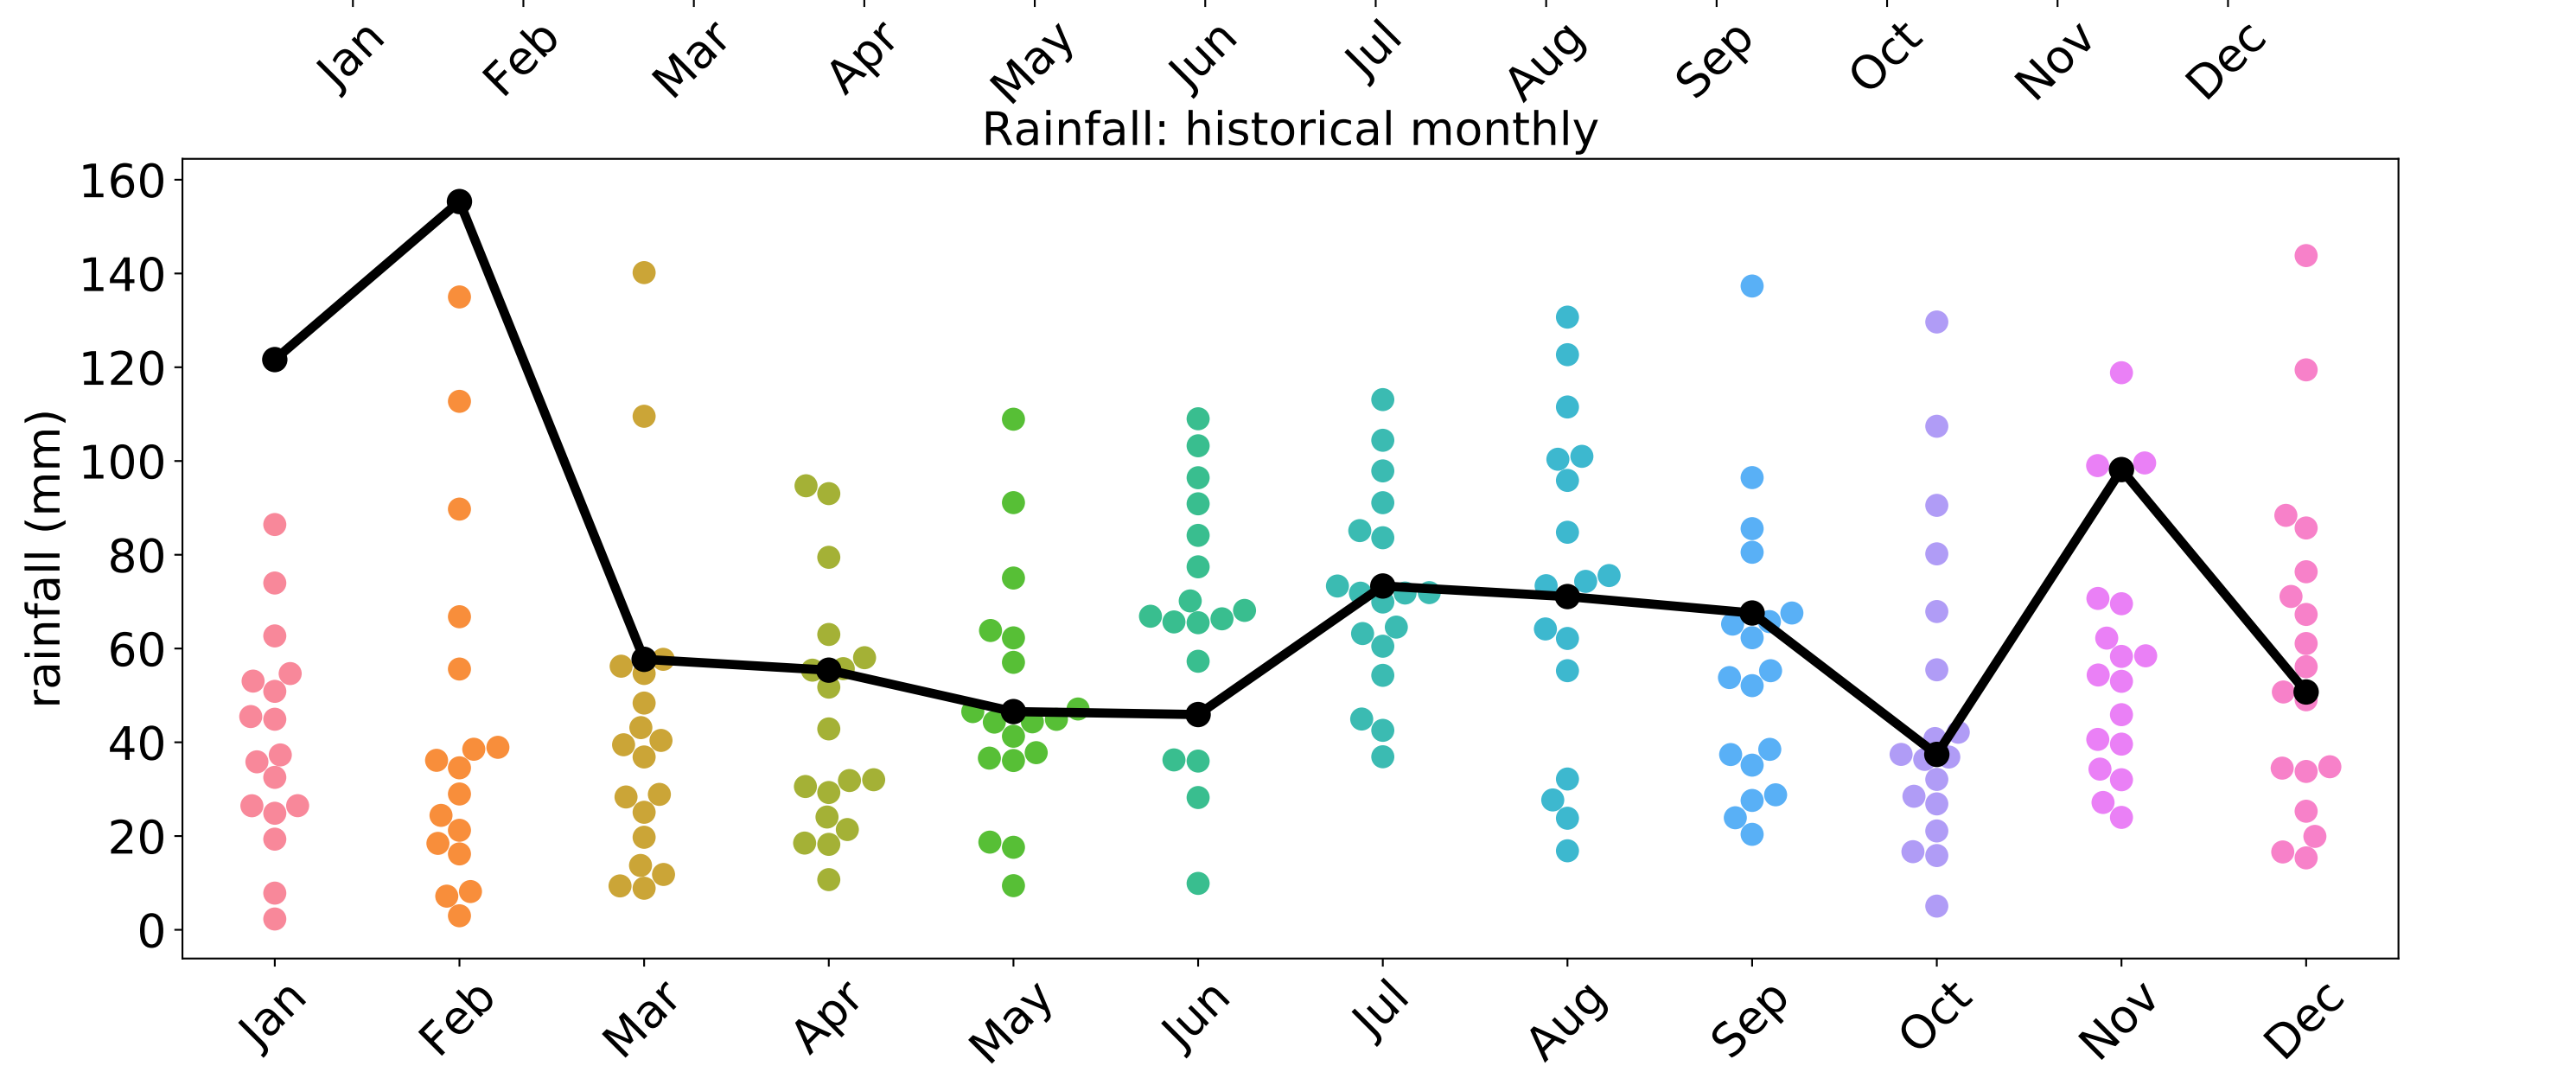 Jan Feb Mar Apr May Jun Jul Aug Sep Oct Nov Dec
Rainfall: historical monthly
rainfall (mm)
160
140
120
100
80
60
40
20
0
Jan Feb Mar Apr May Jun Jul Aug Sep Oct Nov Dec